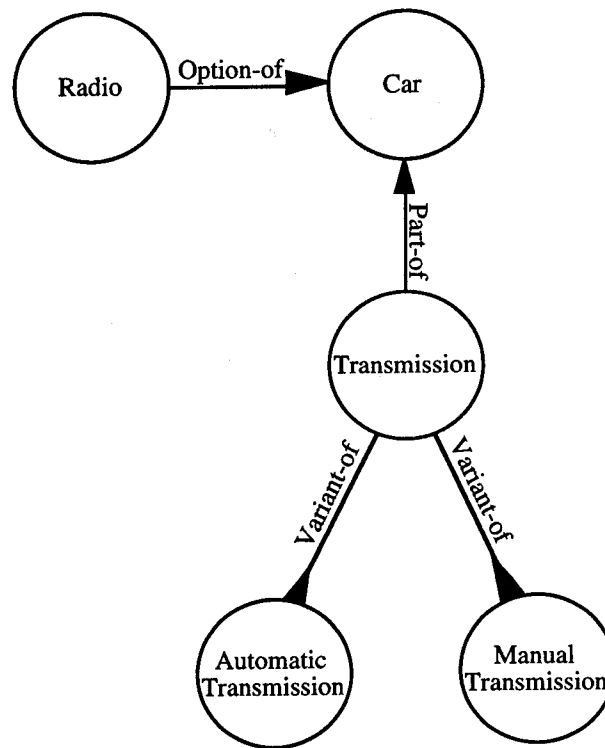 Radio
Option-of
Car
Part-of
Transmission
Variant-of
Variant-of
Automatic
Transmission
Manual
Transmission